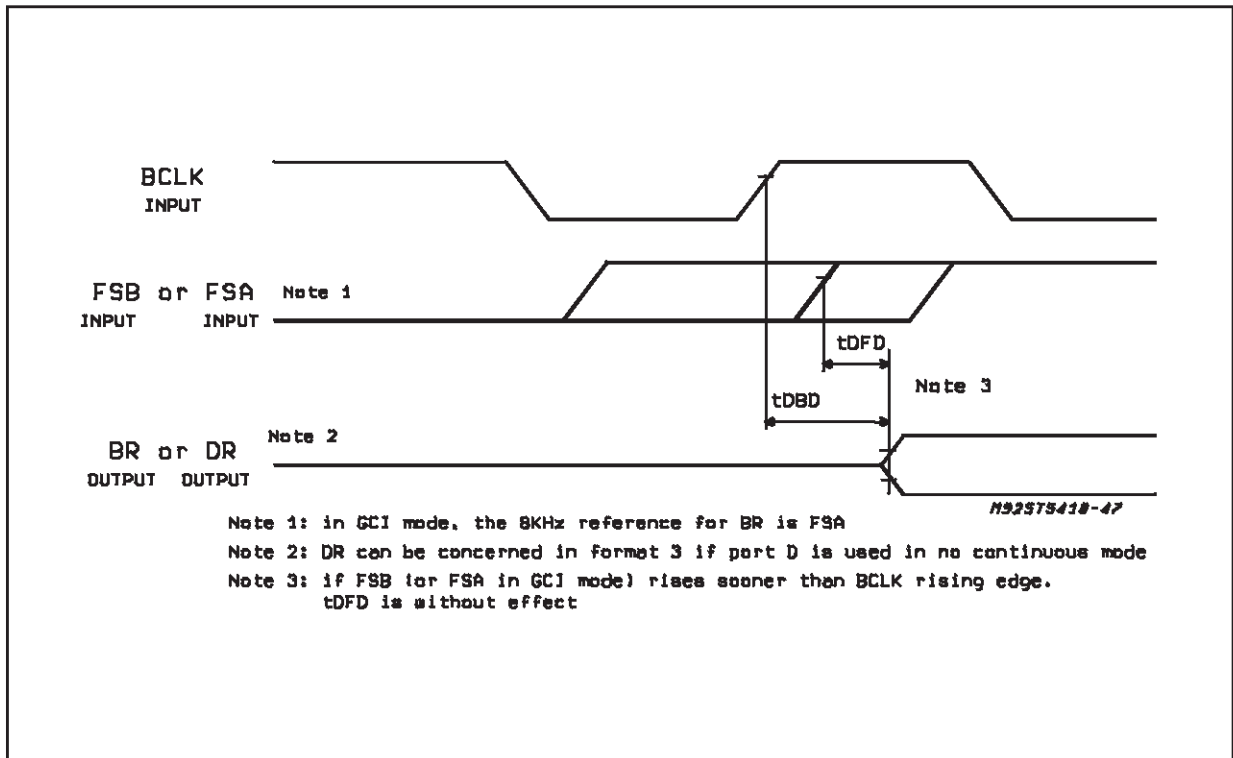 BCLK
INPUT
FSB or FSA Note 1
INPUT INPUT
tDFD
Note 3
tDBD
Note 2
BR or DR
OUTPUT OUTPUT
M92ST5410-47
Note 1: in GCI mode, the 8KHz reference for BR is FSA
Note 2: DR can be concerned in format 3 if port D is used in no continuous mode
Note 3: if FSB (or FSA in GCI mode) rises sooner than BCLK rising edge.
tDFD is without effect